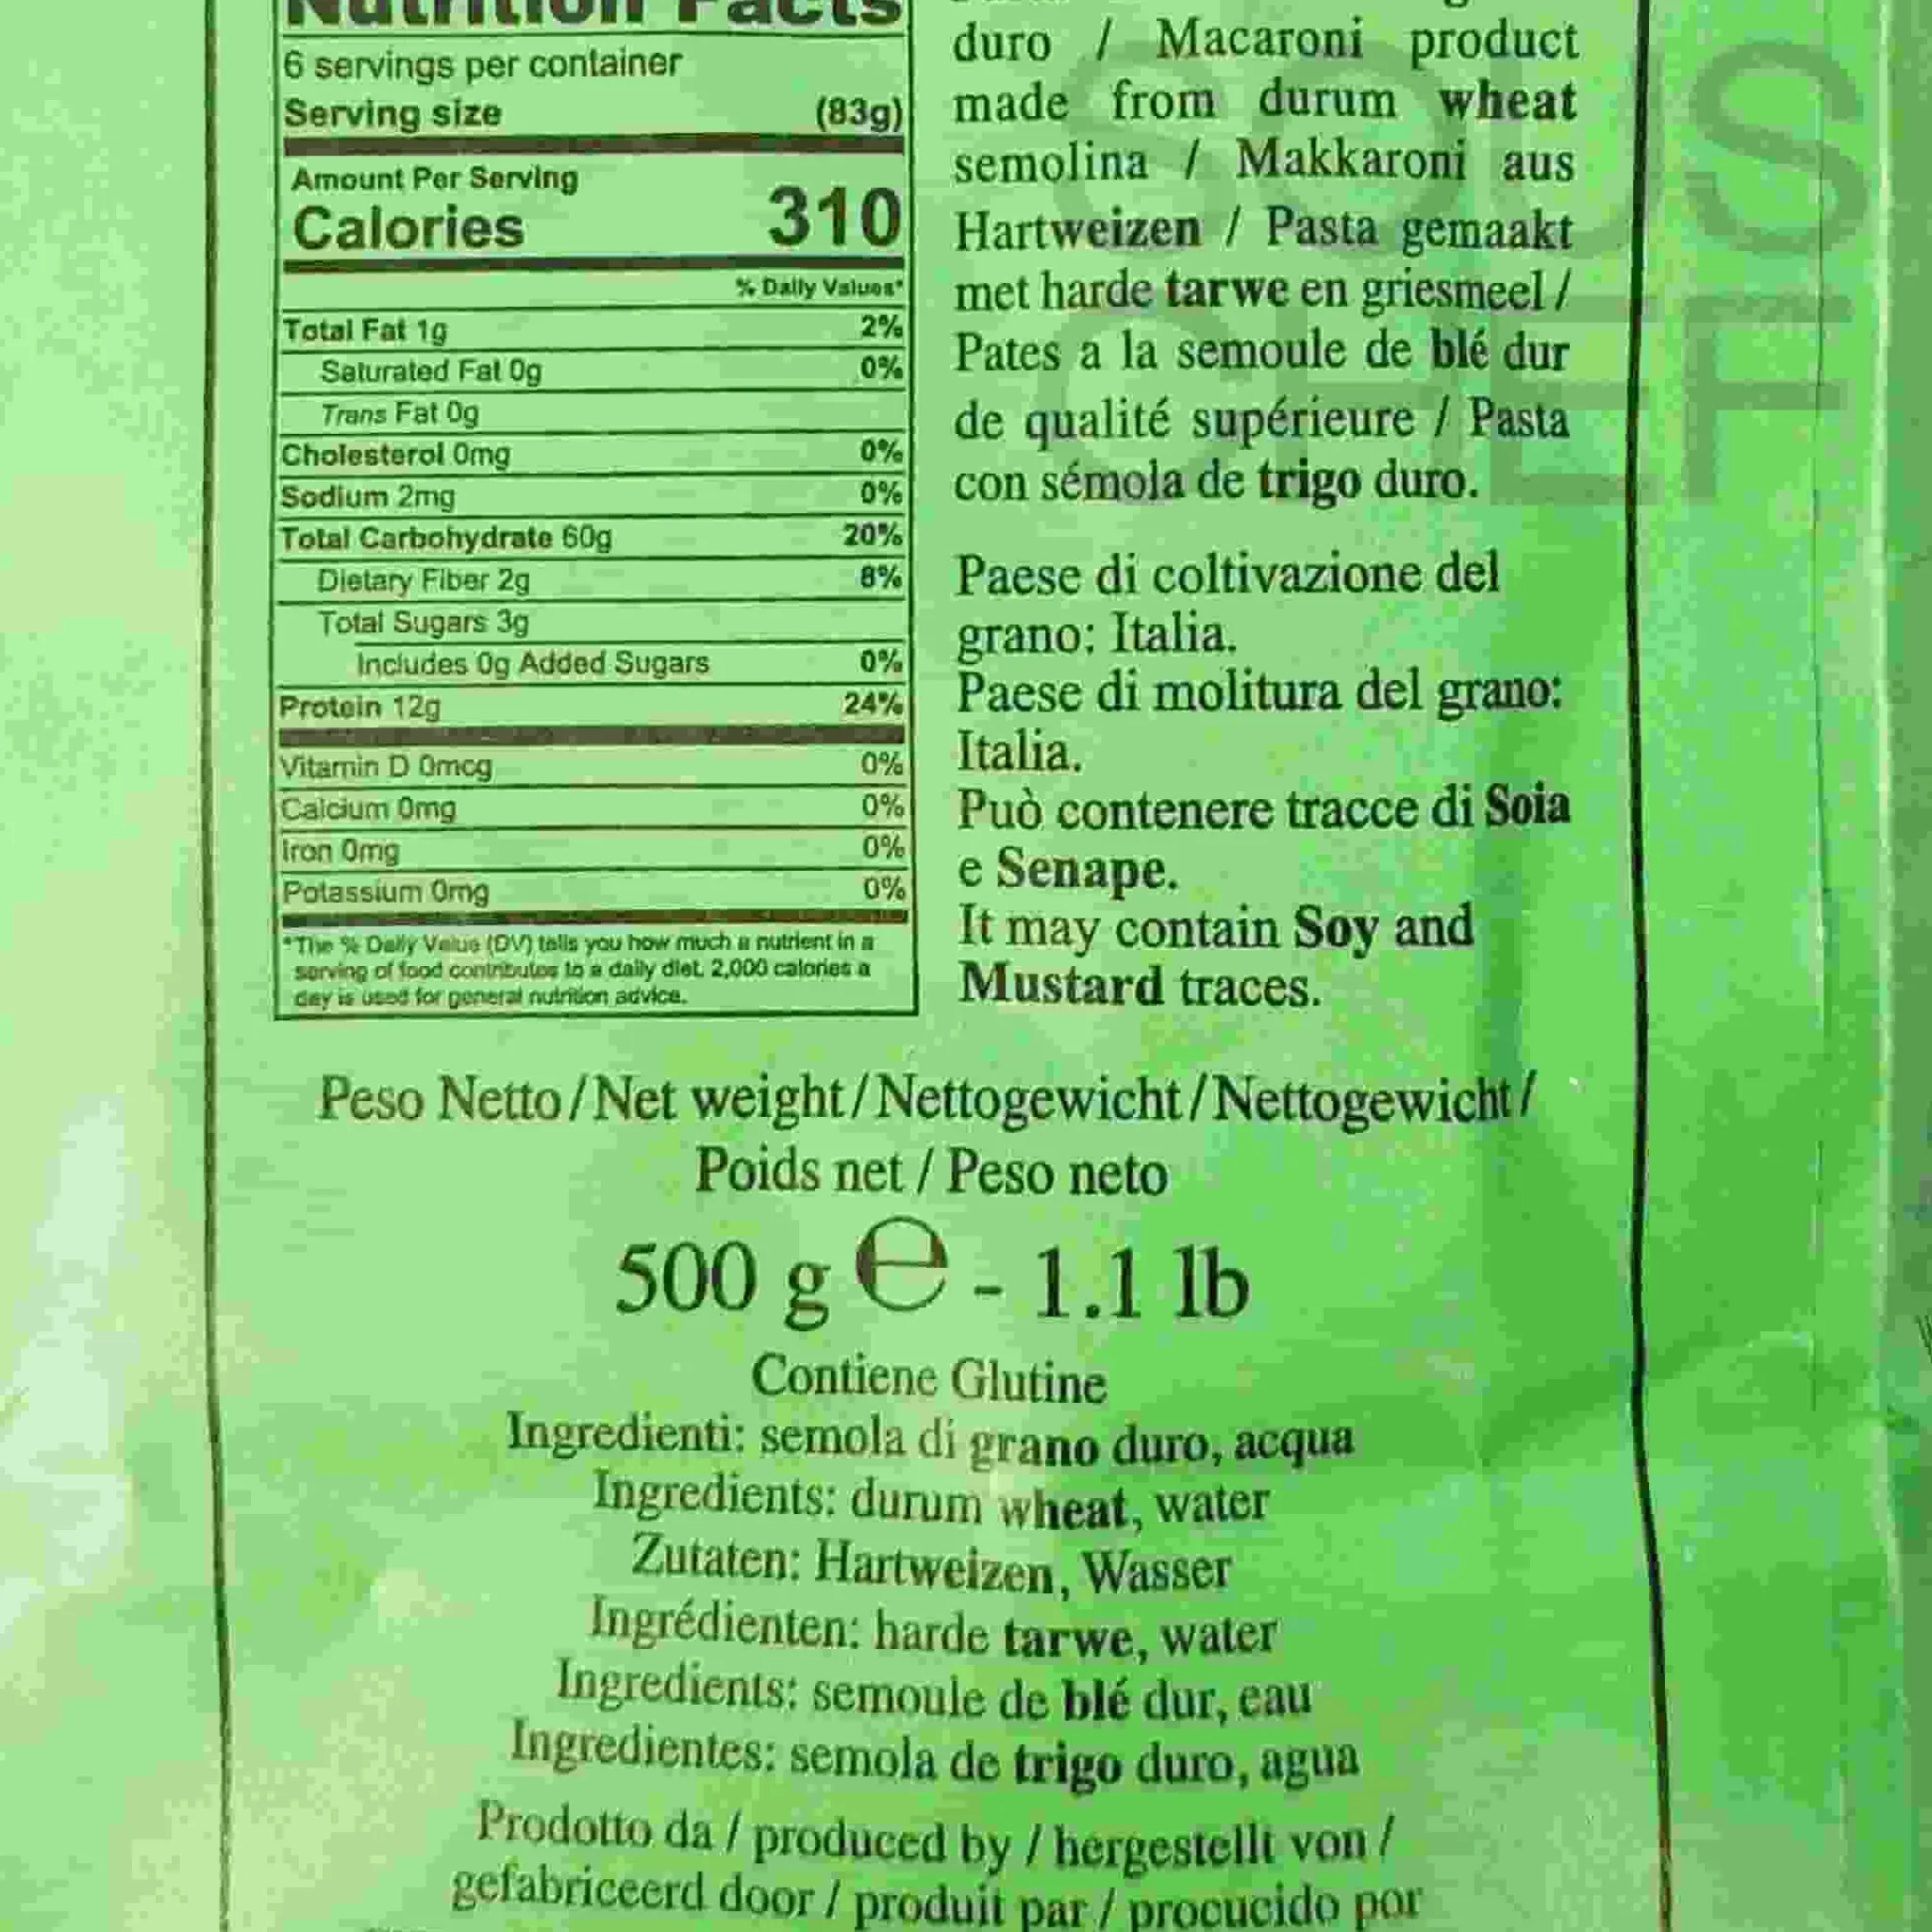 Nutrition Facts
6 servings per container
Serving size (83g)
Amount Per Serving
Calories 310
% Daily Values*
Total Fat 1g 2%
Saturated Fat 0g 0%
Trans Fat 0g
Cholesterol 0mg 0%
Sodium 2mg 0%
Total Carbohydrate 60g 20%
Dietary Fiber 2g 8%
Total Sugars 3g
Includes 0g Added Sugars 0%
Protein 12g 24%
Vitamin D 0mcg 0%
Calcium 0mg 0%
Iron 0mg 0%
Potassium 0mg 0%
*The % Daily Value (DV) tells you how much a nutrient in a
serving of food contributes to a daily diet. 2,000 calories a
day is used for general nutrition advice.
duro / Macaroni product
made from durum wheat
semolina / Makkaroni aus
Hartweizen / Pasta gemaakt
met harde tarwe en griesmeel /
Pates a la semoule de blé dur
de qualité supérieure / Pasta
con sémola de trigo duro.
Paese di coltivazione del
grano: Italia.
Paese di molitura del grano:
Italia.
Può contenere tracce di Soia
e Senape.
It may contain Soy and
Mustard traces.
SOUS
CHEF
Peso Netto/Net weight/Nettogewicht/Nettogewicht/
Poids net / Peso neto
500 g e - 1.1 lb
Contiene Glutine
Ingredienti: semola di grano duro, acqua
Ingredients: durum wheat, water
Zutaten: Hartweizen, Wasser
Ingrédienten: harde tarwe, water
Ingredients: semoule de blé dur, eau
Ingredientes: semola de trigo duro, agua
Prodotto da / produced by / hergestellt von /
gefabriceerd door / produit par / procucido por